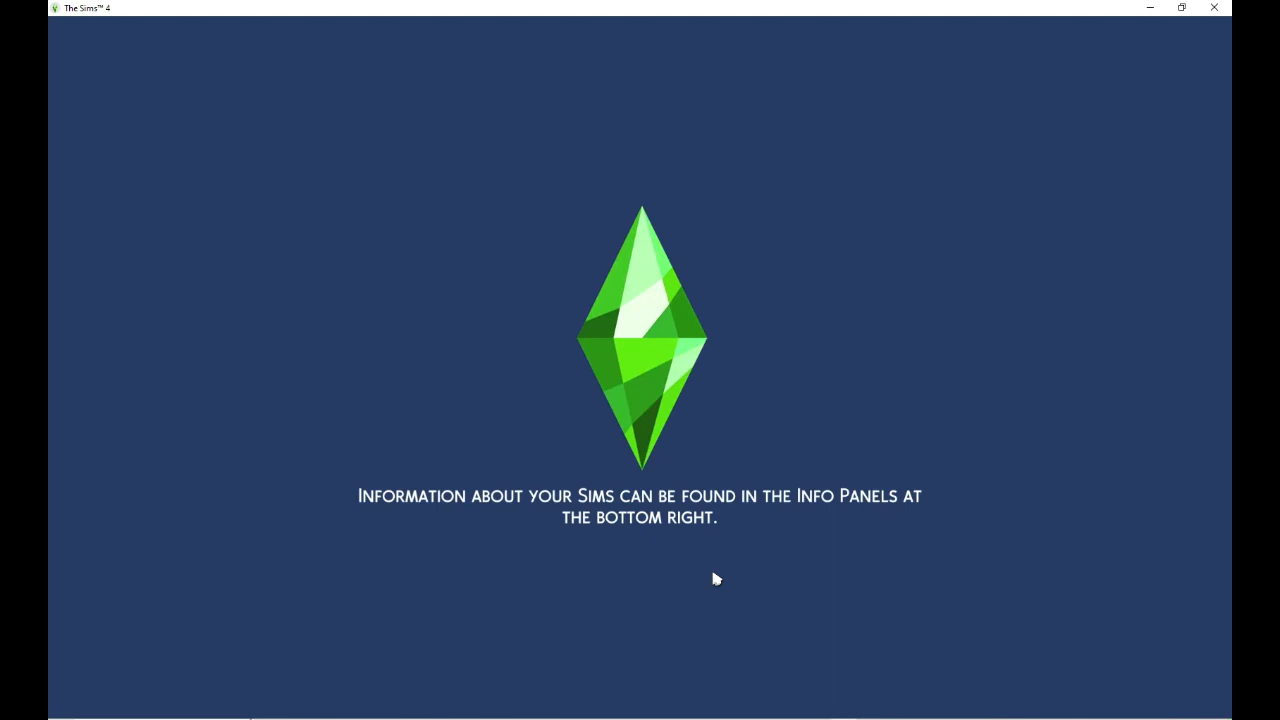 The Sims™ 4
Information about your Sims can be found in the Info Panels at
the bottom right.